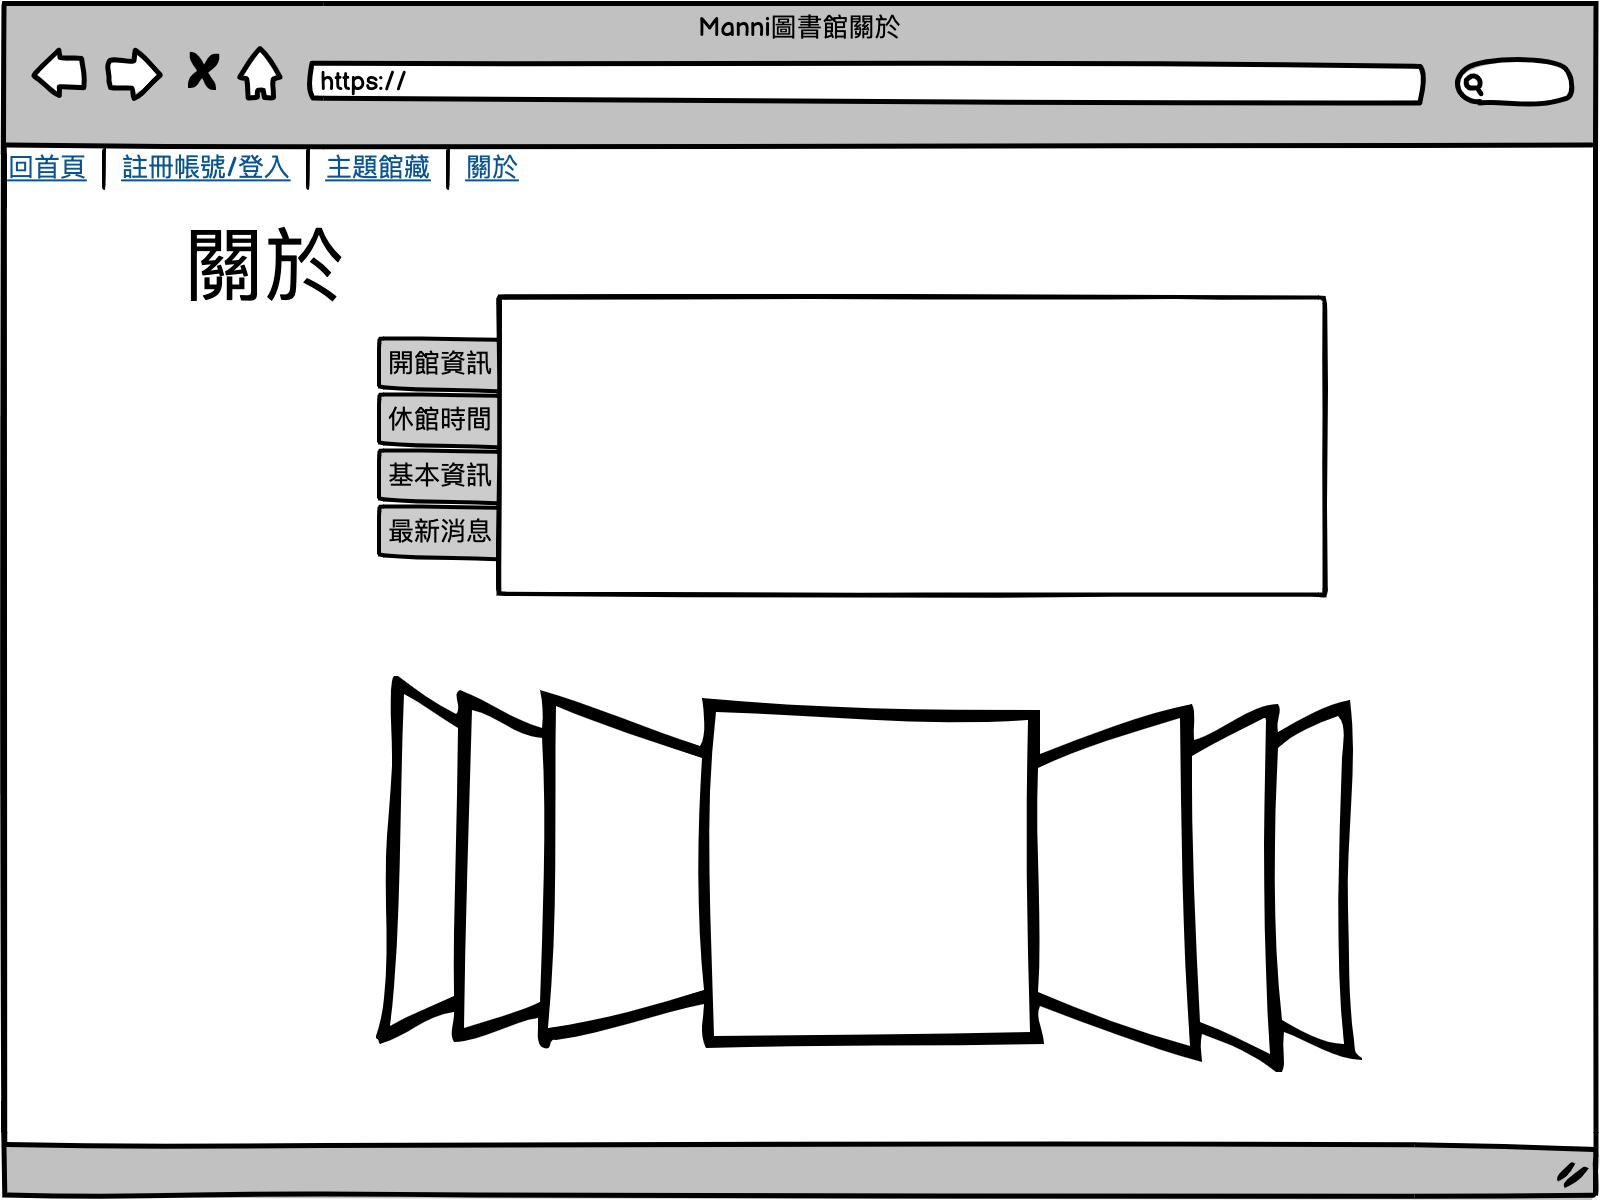 Manni圖書館關於
https://
回首頁 註冊帳號/登入 主題館藏 關於
關於
開館資訊
休館時間
基本資訊
最新消息